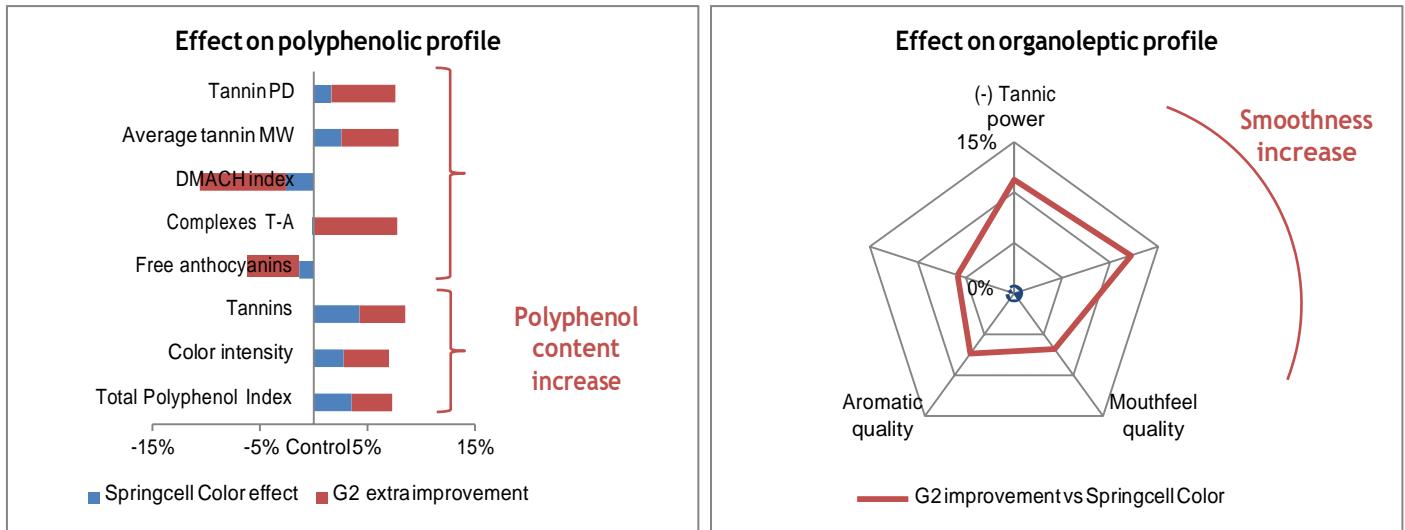 Effect on polyphenolic profile
Tannin PD
Average tannin MW
DMACH index
Complexes T-A
Free anthocyanins
Tannins
Color intensity
Total Polyphenol Index
Polyphenol
content
increase
-15%
-5%
Control
5%
15%
Springcell Color effect
G2 extra improvement
Effect on organoleptic profile
(-) Tannic
power
15%
0%
Smoothness
increase
Aromatic
quality
Mouthfeel
quality
G2 improvement vs Springcell Color